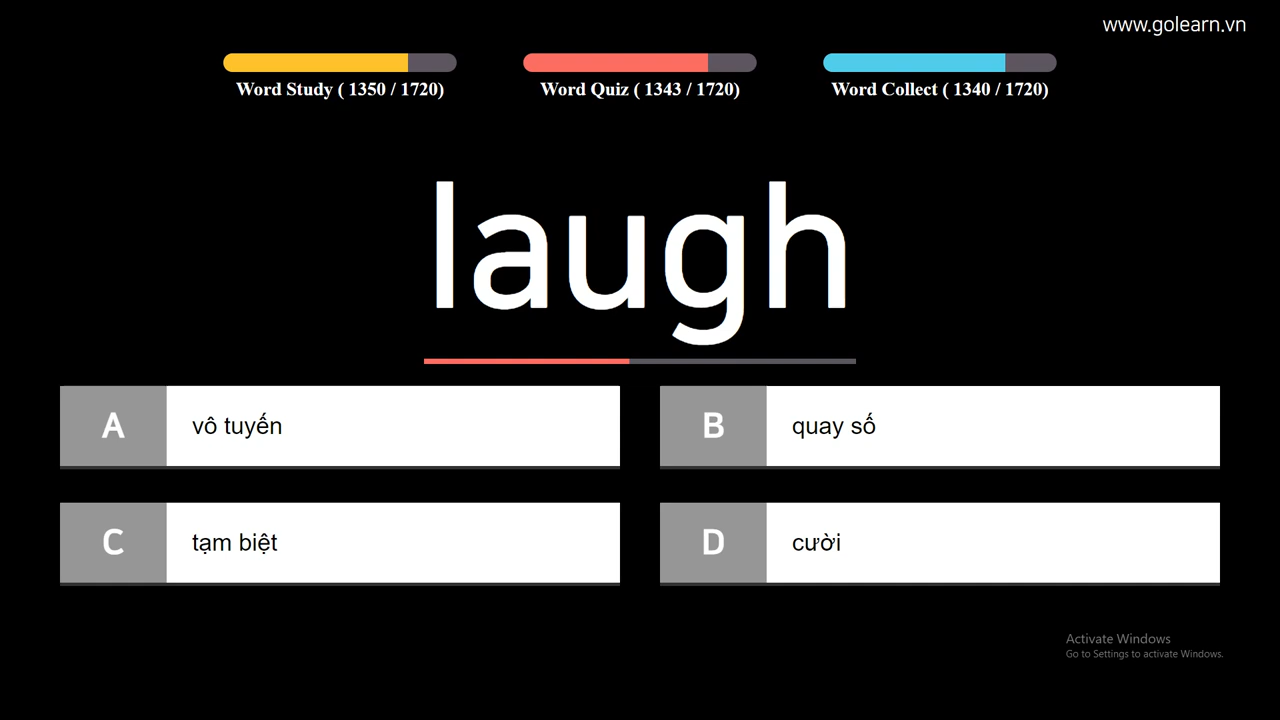 www.golearn.vn
Word Study ( 1350 / 1720)
Word Quiz ( 1343 / 1720)
Word Collect ( 1340 / 1720)
laugh
A vô tuyến
B quay số
C tạm biệt
D cười
Activate Windows
Go to Settings to activate Windows.